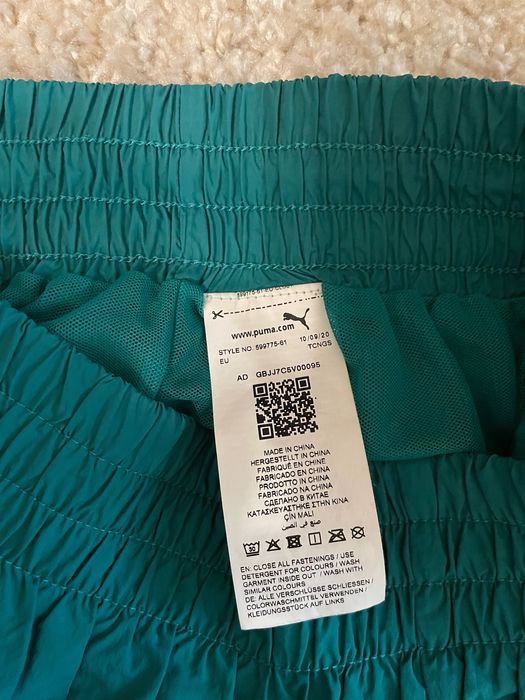 www.puma.com
STYLE NO. 599775-61 10/09/20
EU TCNGS
AD GBJJ7C5V00095
MADE IN CHINA
HERGESTELLT IN CHINA
FABRIQUÉ EN CHINE
FABRICADO EN CHINA
PRODOTTO IN CHINA
FABRICADO NA CHINA
СДЕЛАНО В КИТАЕ
ΚΑΤΑΣΚΕΥΑΣΤΗΚΕ ΣΤΗΝ ΚΙΝΑ
ÇİN MALI
صنع في الصين
30
EN: CLOSE ALL FASTENINGS / USE
DETERGENT FOR COLOURS / WASH
GARMENT INSIDE OUT / WASH WITH
SIMILAR COLOURS
DE: ALLE VERSCHLÜSSE SCHLIESSEN /
COLORWASCHMITTEL VERWENDEN /
KLEIDUNGSSTÜCK AUF LINKS